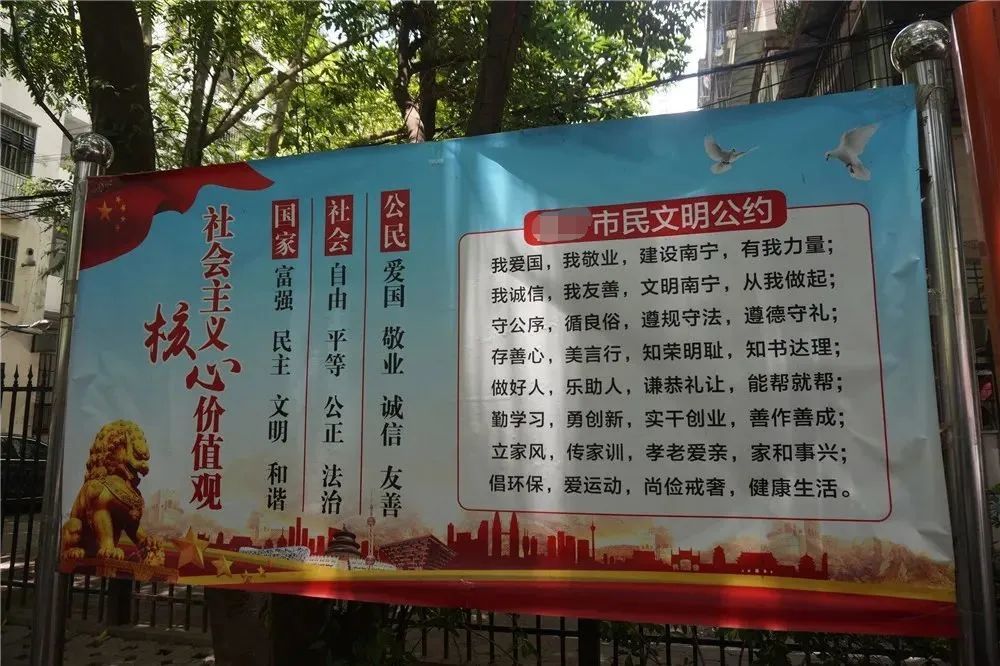 社会主义
核心价值观
国家
富强 民主 文明 和谐
社会
自由 平等 公正 法治
公民
爱国 敬业 诚信 友善
市民文明公约
我爱国，我敬业，建设南宁，有我力量；
我诚信，我友善，文明南宁，从我做起；
守公序，循良俗，遵规守法，遵德守礼；
存善心，美言行，知荣明耻，知书达理；
做好人，乐助人，谦恭礼让，能帮就帮；
勤学习，勇创新，实干创业，善作善成；
立家风，传家训，孝老爱亲，家和事兴；
倡环保，爱运动，尚俭戒奢，健康生活。